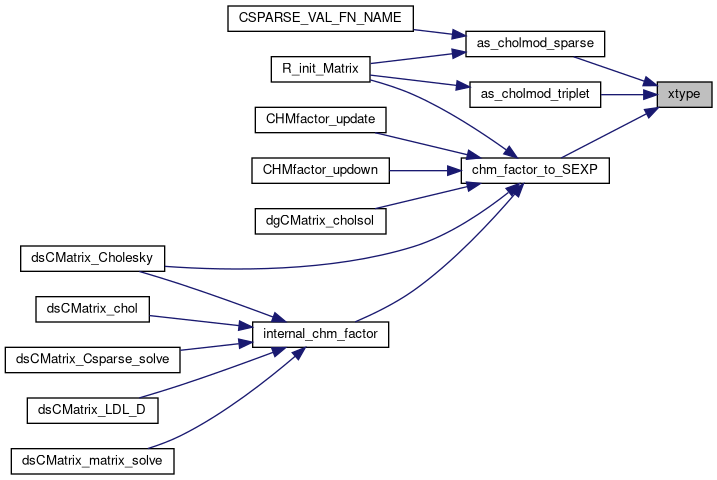 CSPARSE_VAL_FN_NAME
as_cholmod_sparse
R_init_Matrix
as_cholmod_triplet
xtype
CHMfactor_update
CHMfactor_updown
chm_factor_to_SEXP
dgCMatrix_cholsol
dsCMatrix_Cholesky
dsCMatrix_chol
internal_chm_factor
dsCMatrix_Csparse_solve
dsCMatrix_LDL_D
dsCMatrix_matrix_solve